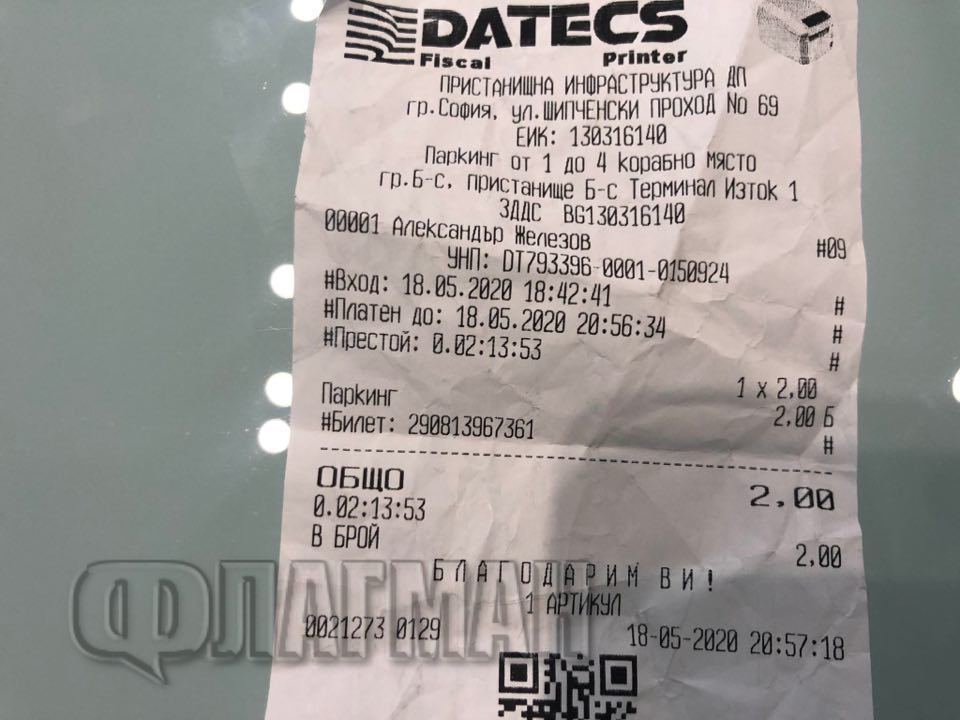 DATECS
Fiscal Printer
ПРИСТАНИЩНА ИНФРАСТРУКТУРА ДП
гр.София, ул.ШИПЧЕНСКИ ПРОХОД No 69
ЕИК: 130316140
Паркинг от 1 до 4 корабно място
гр.Б-с, пристанище Б-с Терминал Изток 1
ЗДДС BG130316140
00001 Александър Железов #09
УНП: DT793396-0001-0150924
#Вход: 18.05.2020 18:42:41 #
#Платен до: 18.05.2020 20:56:34 #
#Престой: 0.02:13:53 #
1 x 2,00
Паркинг 2,00 Б
#Билет: 290813967361 #
ОБЩО 2,00
0.02:13:53
В БРОЙ 2,00
БЛАГОДАРИМ ВИ!
1 АРТИКУЛ
0021273 0129 18-05-2020 20:57:18
ФЛАГМАН